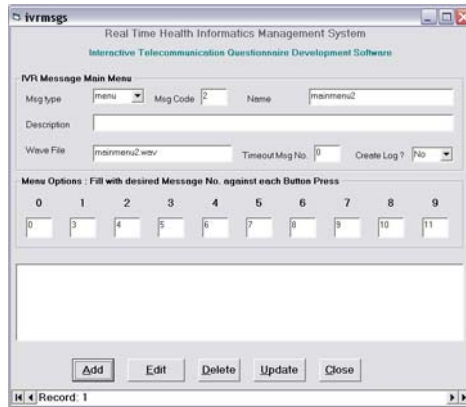 ivrmsgs
Real Time Health Informatics Management System
Interactive Telecommunication Questionnaire Development Software
IVR Message Main Menu
Msg type menu Msg Code 2 Name mainmenu2
Description
Wave File mainmenu2.wav Timeout Msg No. 0 Create Log ? No
Menu Options : Fill with desired Message No. against each Button Press
0 1 2 3 4 5 6 7 8 9
0 3 4 5 6 7 8 9 10 11
Add Edit Delete Update Close
Record: 1